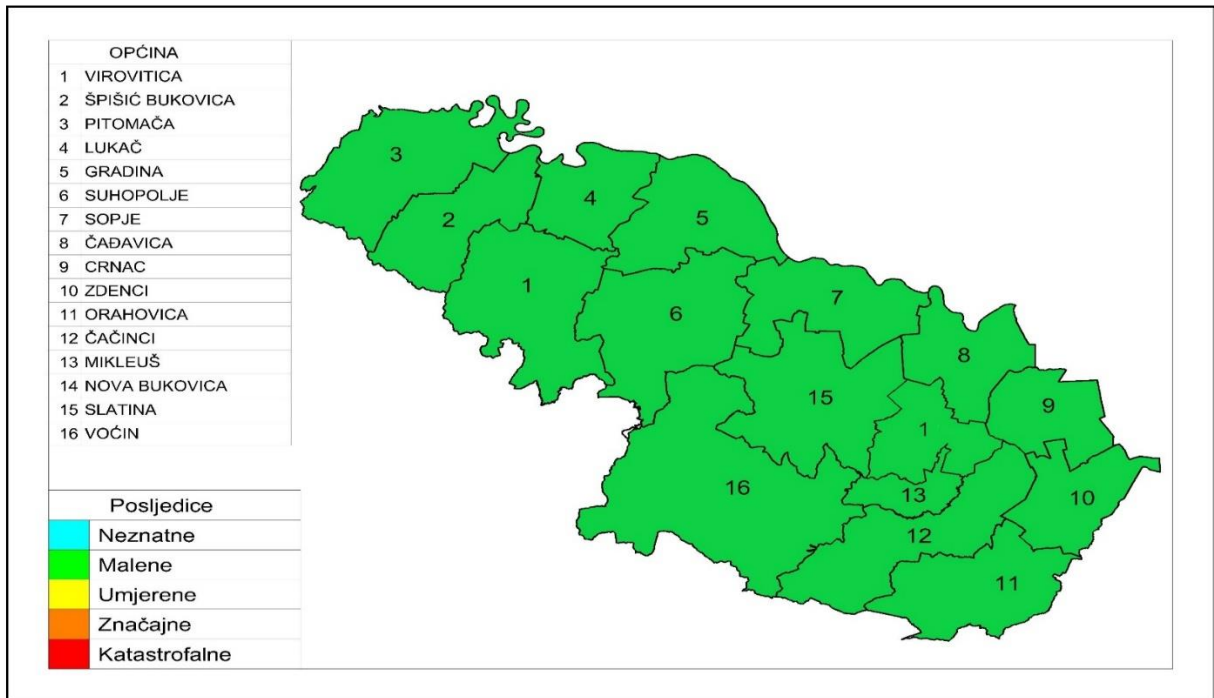 OPĆINA
1 VIROVITICA
2 ŠPIŠIĆ BUKOVICA
3 PITOMAČA
4 LUKAČ
5 GRADINA
6 SUHOPOLJE
7 SOPJE
8 ČAĐAVICA
9 CRNAC
10 ZDENCI
11 ORAHOVICA
12 ČAČINCI
13 MIKLEUŠ
14 NOVA BUKOVICA
15 SLATINA
16 VOĆIN
Posljedice
Neznatne
Malene
Umjerene
Značajne
Katastrofalne
3
4
2
5
1
7
6
8
15
9
1
16
13
10
12
11